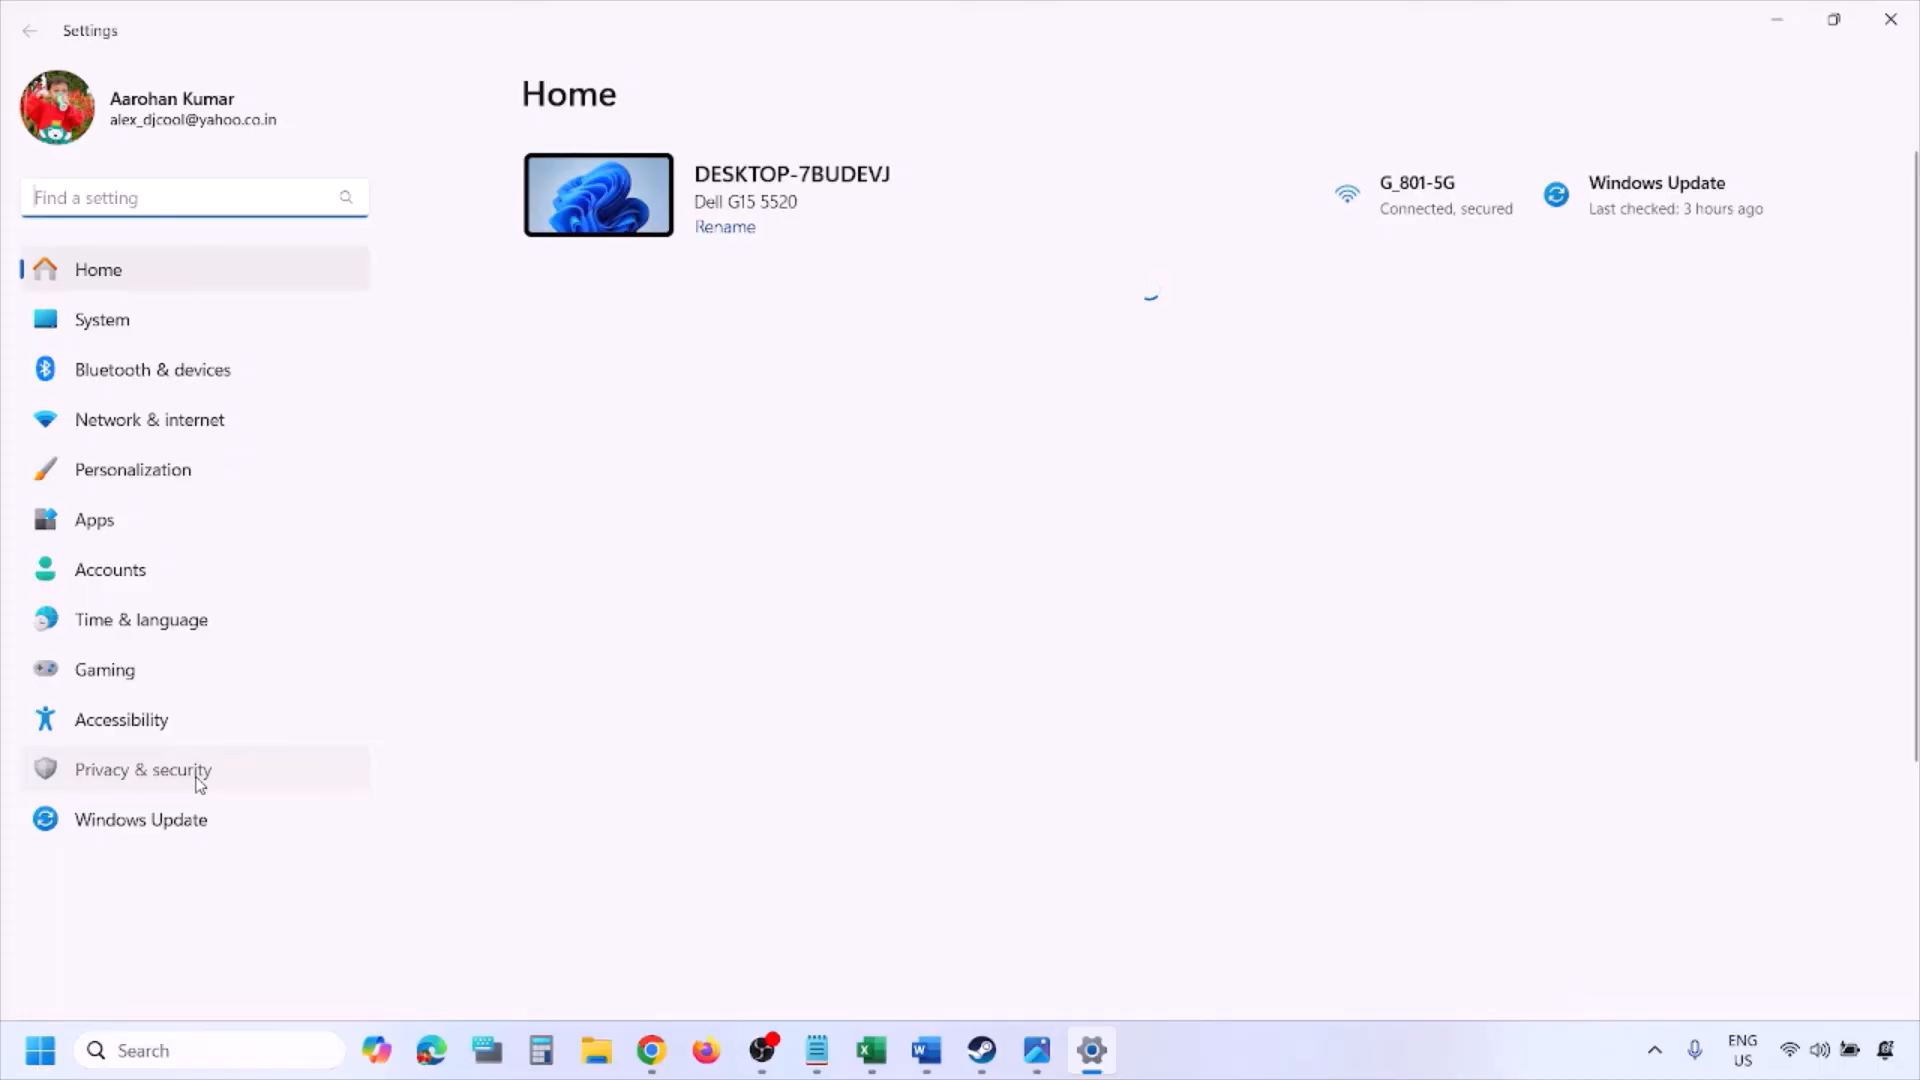 Settings
Aarohan Kumar
alex_djcool@yahoo.co.in
Find a setting
Home
System
Bluetooth & devices
Network & internet
Personalization
Apps
Accounts
Time & language
Gaming
Accessibility
Privacy & security
Windows Update
Home
DESKTOP-7BUDEVJ
Dell G15 5520
Rename
G_801-5G
Connected, secured
Windows Update
Last checked: 3 hours ago
Search
ENG
US